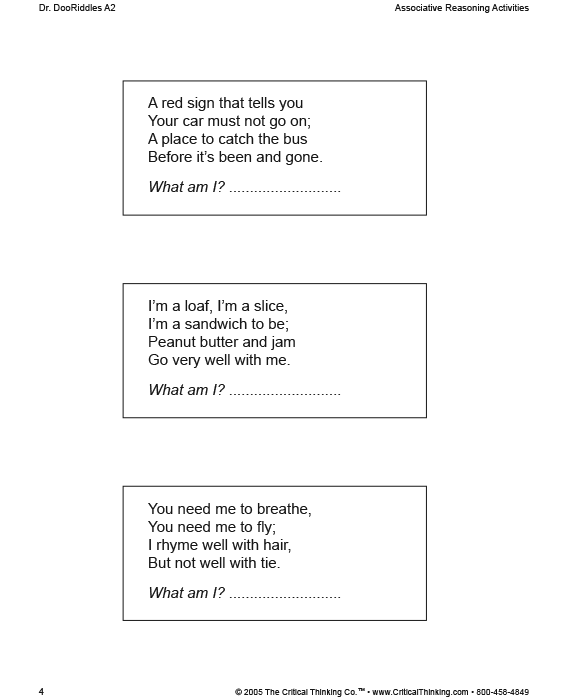 Dr. DooRiddles A2 Associative Reasoning Activities
A red sign that tells you
Your car must not go on;
A place to catch the bus
Before it’s been and gone.
What am I? ...........................
I’m a loaf, I’m a slice,
I’m a sandwich to be;
Peanut butter and jam
Go very well with me.
What am I? ...........................
You need me to breathe,
You need me to fly;
I rhyme well with hair,
But not well with tie.
What am I? ...........................
4 © 2005 The Critical Thinking Co.™ • www.CriticalThinking.com • 800-458-4849